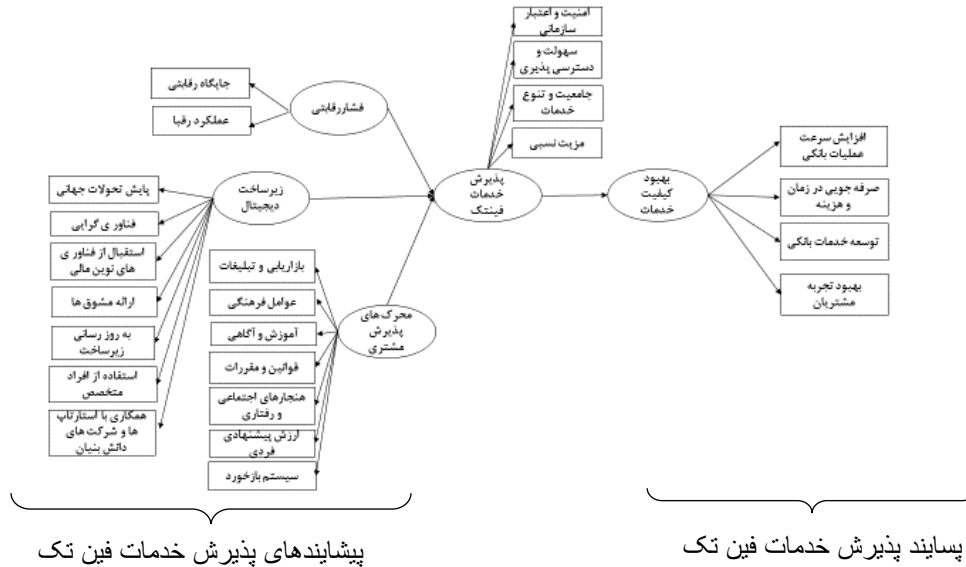 امنیت و اعتبار
سازمانی
سهولت و
دسترسی پذیری
جامعیت و تنوع
خدمات
مزیت نسبی
جایگاه رقابتی
عملکرد رقبا
فشاررقابتی
افزایش سرعت
عملیات بانکی
صرفه جویی در زمان
و هزینه
توسعه خدمات بانکی
بهبود تجربه
مشتریان
بهبود
کیفیت
خدمات
پذیرش
خدمات
فینتک
زیرساخت
دیجیتال
پایش تحولات جهانی
فناور ی گرایی
استقبال از فناور ی
های نوین مالی
ارائه مشوق ها
به روز رسانی
زیرساخت
استفاده از افراد
متخصص
همکاری با استارتاپ
ها و شرکت های
دانش بنیان
محرک های
پذیرش
مشتری
بازاریابی و تبلیغات
عوامل فرهنگی
آموزش و آگاهی
قوانین و مقررات
هنجارهای اجتماعی
و رفتاری
ارزش پیشنهادی
فردی
سیستم بازخورد
پسایند پذیرش خدمات فین تک
پیشایندهای پذیرش خدمات فین تک